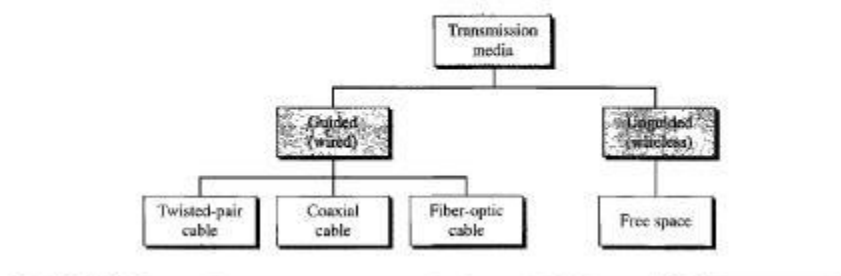 Transmission
media
Guided
(wired)
Unguided
(wireless)
Twisted-pair
cable
Coaxial
cable
Fiber-optic
cable
Free space